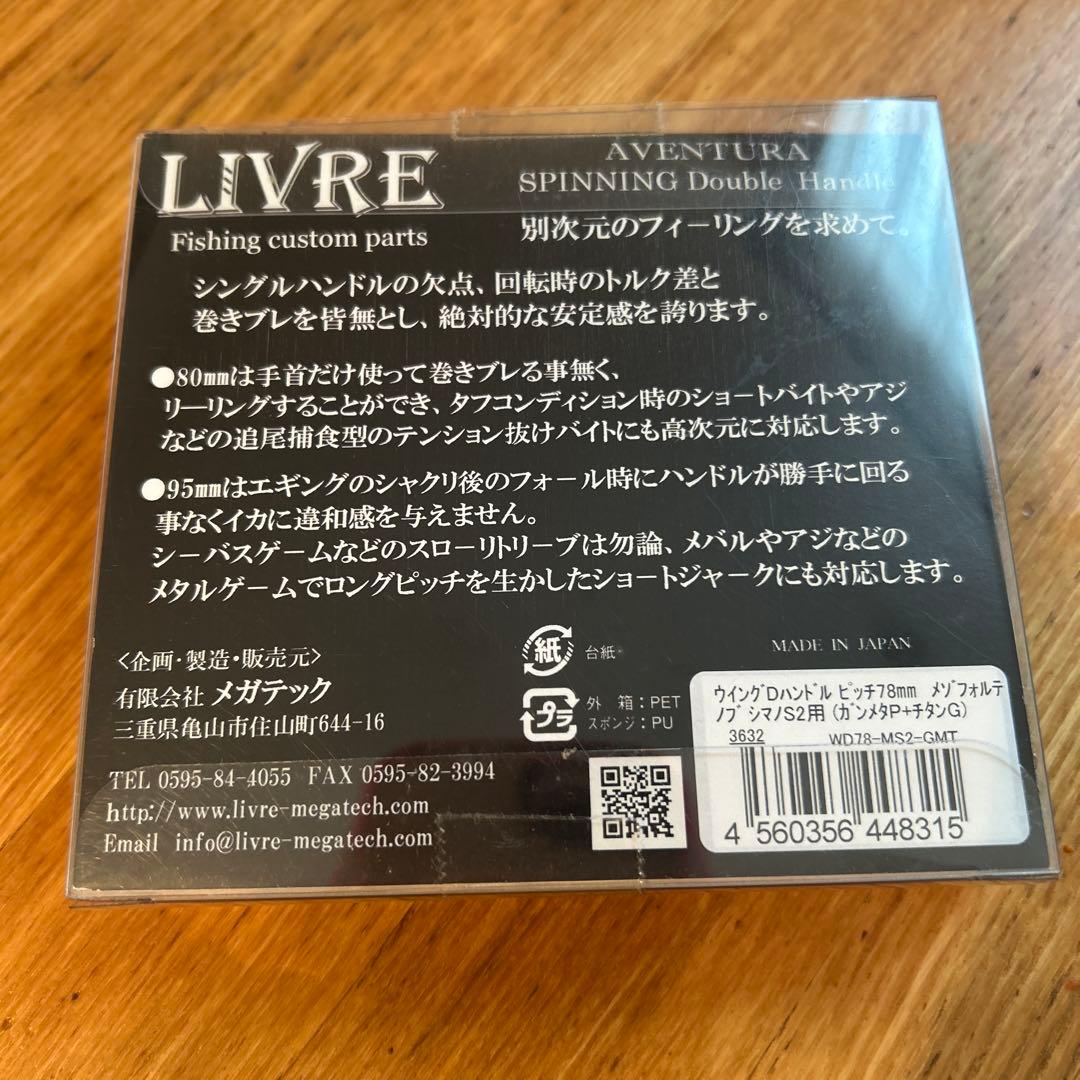 LIVRE
Fishing custom parts
AVENTURA
SPINNING Double Handle
別次元のフィーリングを求めて。
シングルハンドルの欠点、回転時のトルク差と
巻きブレを皆無とし、絶対的な安定感を誇ります。
●80mmは手首だけ使って巻きブレる事無く、
リーリングすることができ、タフコンディション時のショートバイトやアジ
などの追尾捕食型のテンション抜けバイトにも高次元に対応します。
●95mmはエギングのシャクリ後のフォール時にハンドルが勝手に回る
事なくイカに違和感を与えません。
シーバスゲームなどのスローリトリーブは勿論、メバルやアジなどの
メタルゲームでロングピッチを生かしたショートジャークにも対応します。
<企画・製造・販売元>
有限会社 メガテック
三重県亀山市住山町644-16
TEL 0595-84-4055 FAX 0595-82-3994
http://www.livre-megatech.com
Email info@livre-megatech.com
紙 台紙
プラ 外 箱：PET
スポンジ：PU
MADE IN JAPAN
ウイングDハンドル ピッチ78mm メゾフォルテ
ノブ シマノS2用 (ガンメタP+チタンG)
3632 WD78-MS2-GMT
4 560356 448315